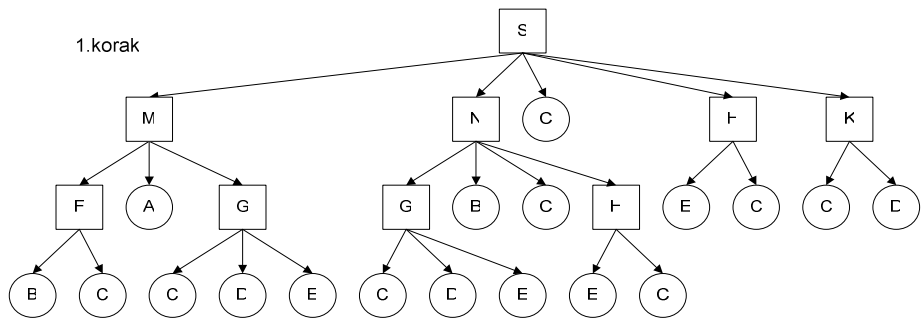 1.korak
S
M N C H K
F A G G B C H E C C D
B C C D E C D E E C